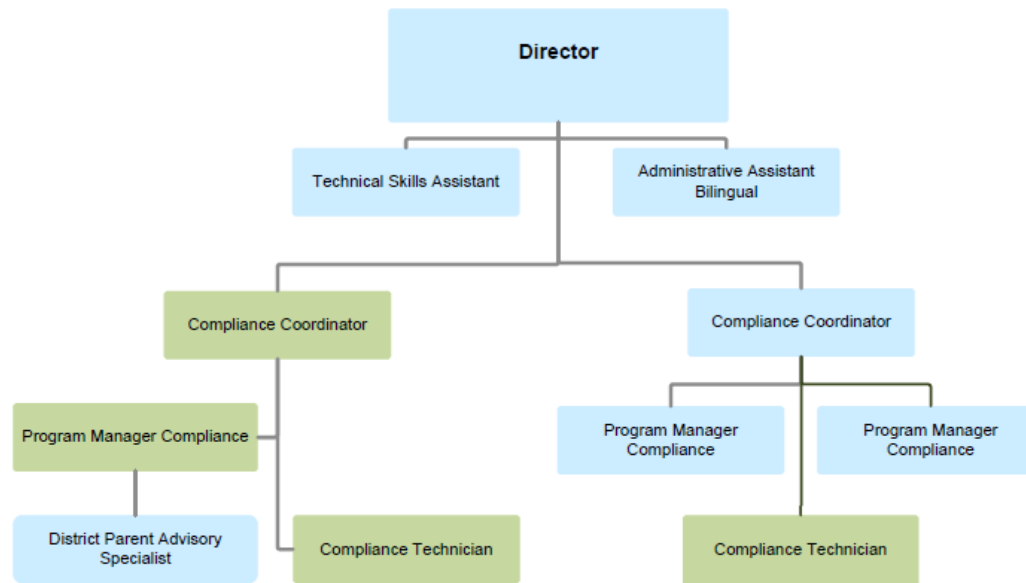 Director
Technical Skills Assistant
Administrative Assistant
Bilingual
Compliance Coordinator
Compliance Coordinator
Program Manager Compliance
Program Manager
Compliance
Program Manager
Compliance
District Parent Advisory
Specialist
Compliance Technician
Compliance Technician